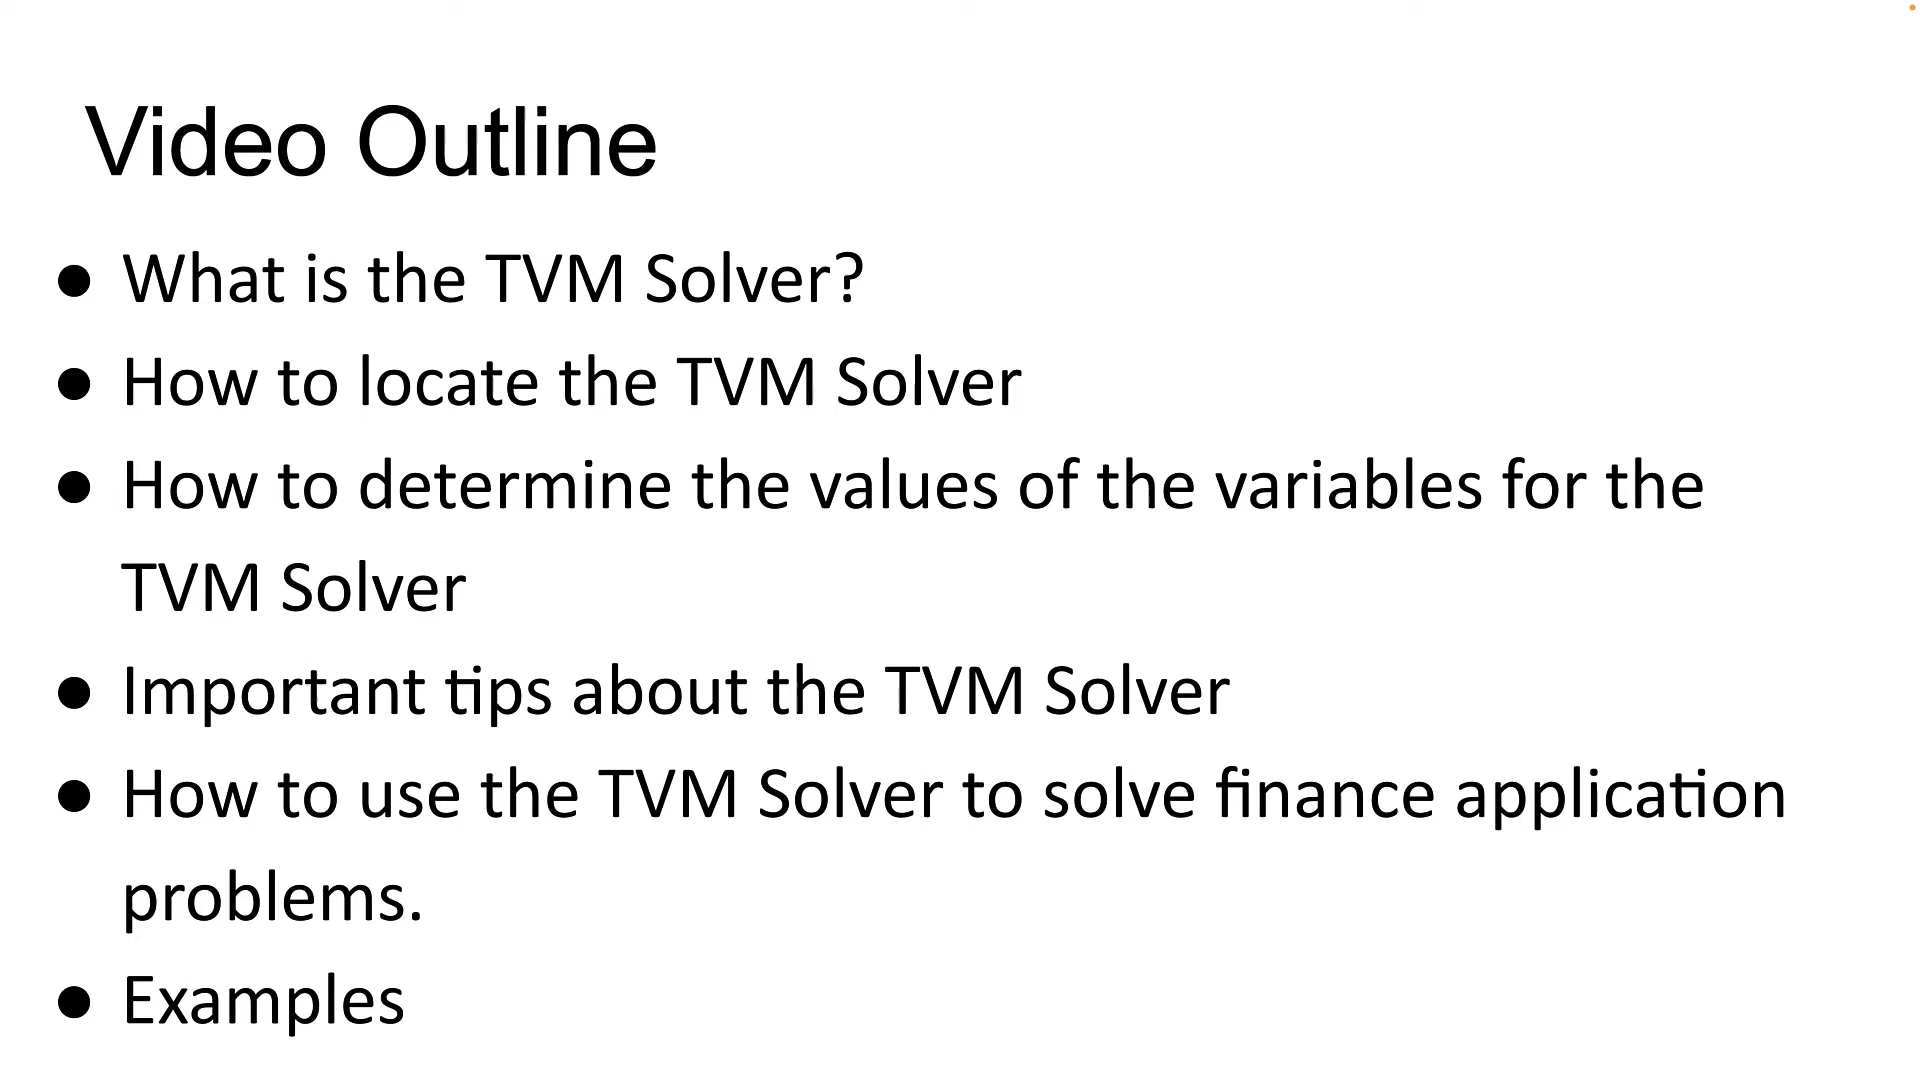 Video Outline
● What is the TVM Solver?
● How to locate the TVM Solver
● How to determine the values of the variables for the
TVM Solver
● Important tips about the TVM Solver
● How to use the TVM Solver to solve finance application
problems.
● Examples